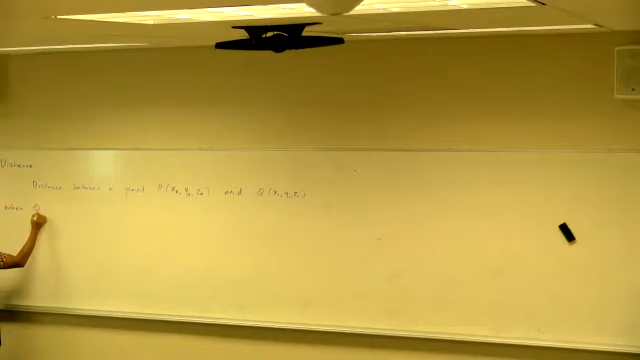 Distance
Distance between a point P(x₀, y₀, z₀) and Q(x₁, y₁, z₁)
When Q